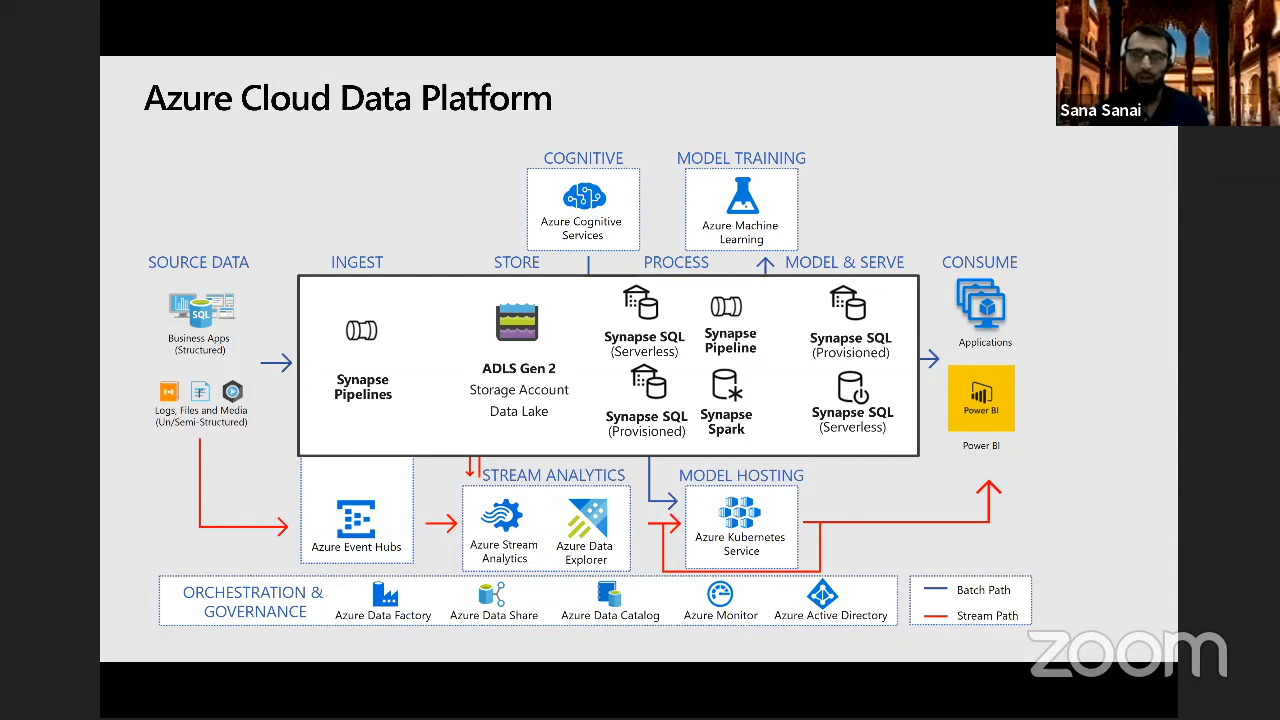 Azure Cloud Data Platform
Sana Sanai
COGNITIVE
MODEL TRAINING
Azure Cognitive
Services
Azure Machine
Learning
SOURCE DATA
INGEST
STORE
PROCESS
MODEL & SERVE
CONSUME
SQL
Business Apps
(Structured)
Logs, Files and Media
(Un/Semi-Structured)
Synapse
Pipelines
ADLS Gen 2
Storage Account
Data Lake
Synapse SQL
(Serverless)
Synapse
Pipeline
Synapse SQL
(Provisioned)
Synapse
Spark
Synapse SQL
(Provisioned)
Synapse SQL
(Serverless)
Applications
Power BI
Power BI
STREAM ANALYTICS
MODEL HOSTING
Azure Event Hubs
Azure Stream
Analytics
Azure Data
Explorer
Azure Kubernetes
Service
ORCHESTRATION &
GOVERNANCE
Azure Data Factory
Azure Data Share
Azure Data Catalog
Azure Monitor
Azure Active Directory
Batch Path
Stream Path
zoom